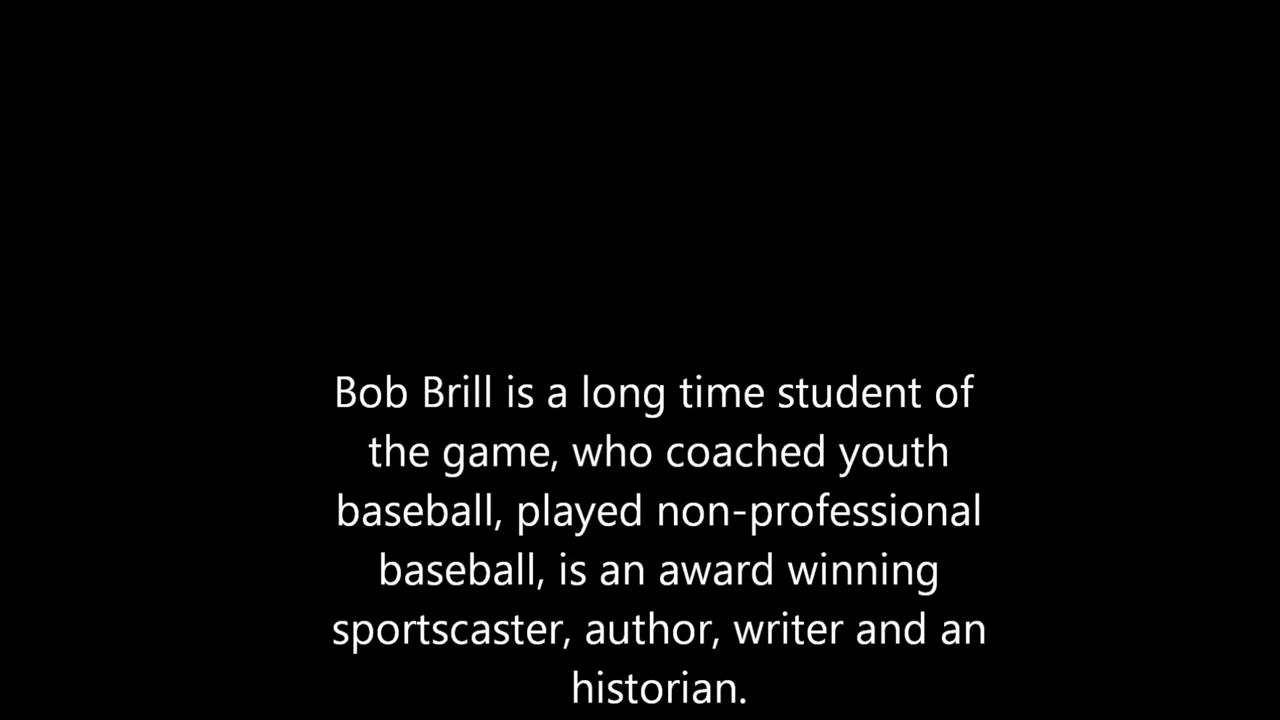 Bob Brill is a long time student of
the game, who coached youth
baseball, played non-professional
baseball, is an award winning
sportscaster, author, writer and an
historian.